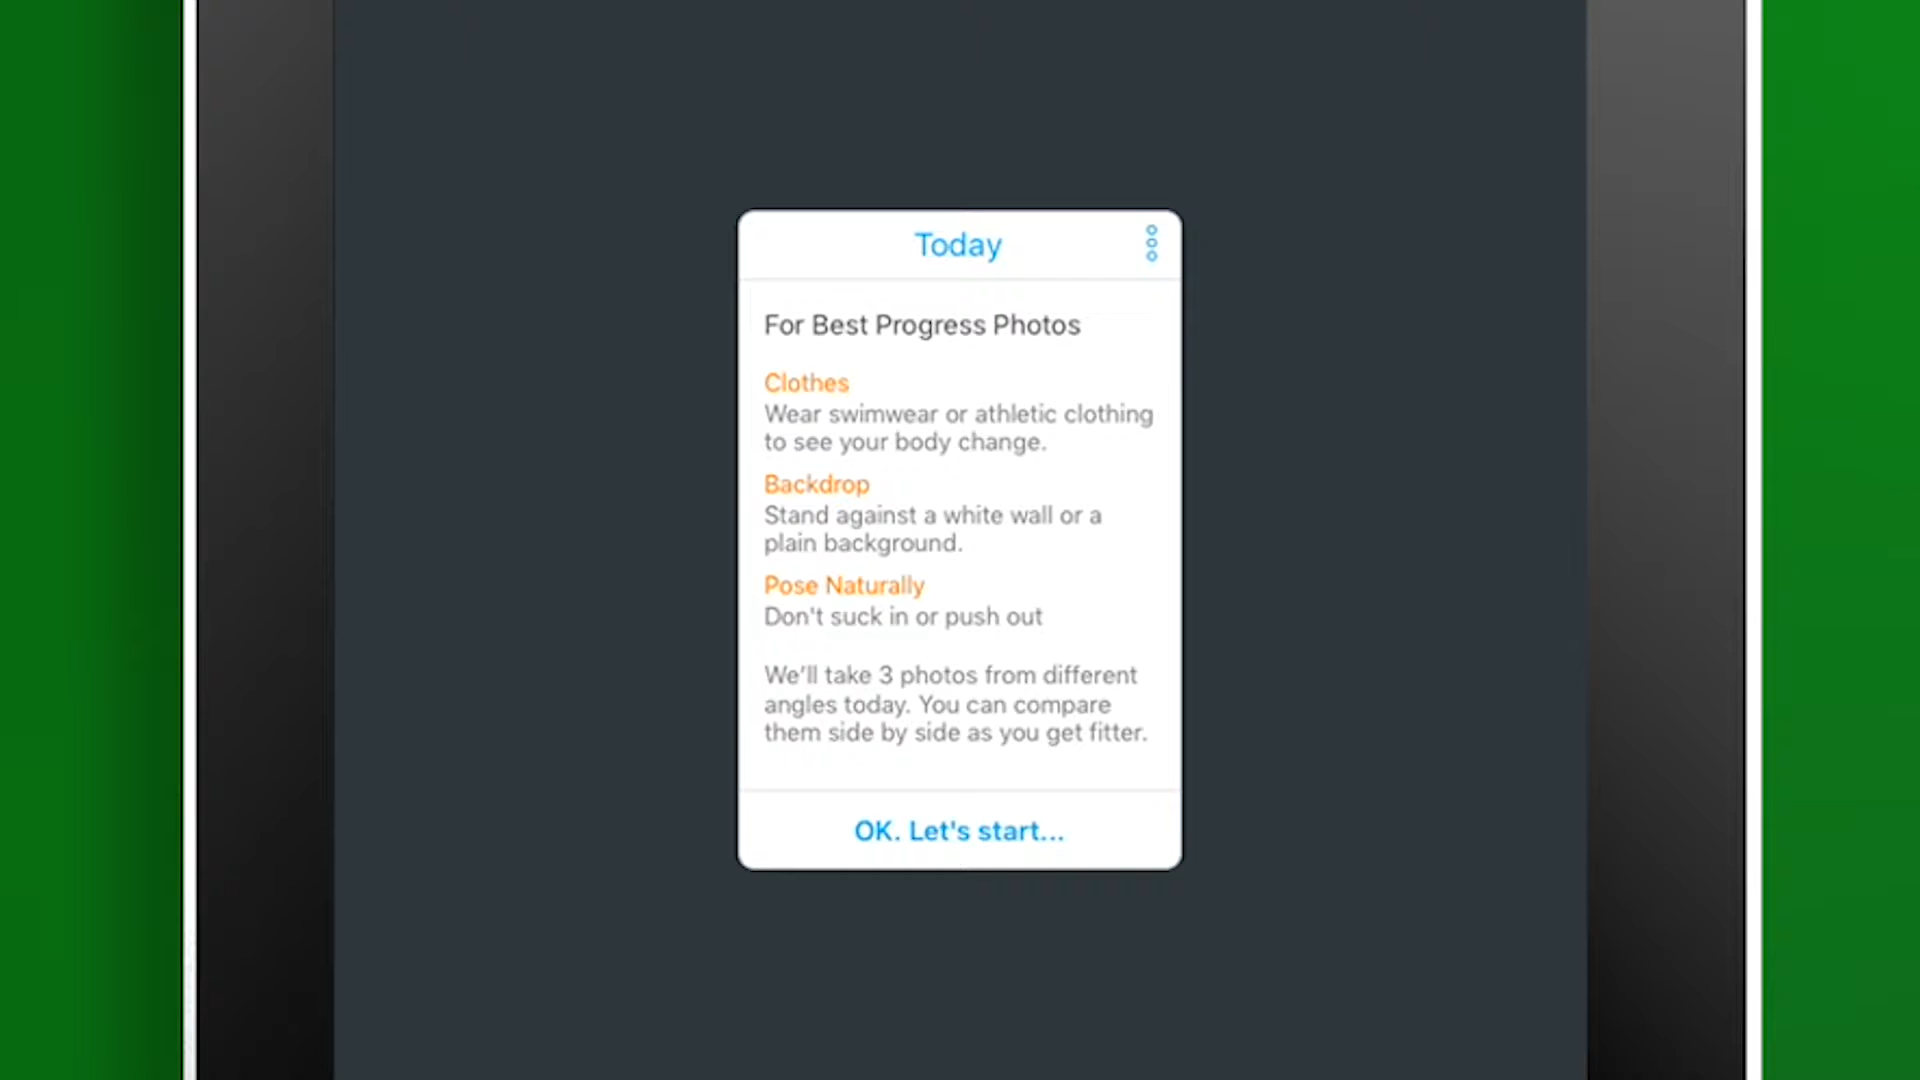 Today
For Best Progress Photos
Clothes
Wear swimwear or athletic clothing
to see your body change.
Backdrop
Stand against a white wall or a
plain background.
Pose Naturally
Don't suck in or push out
We'll take 3 photos from different
angles today. You can compare
them side by side as you get fitter.
OK. Let's start...